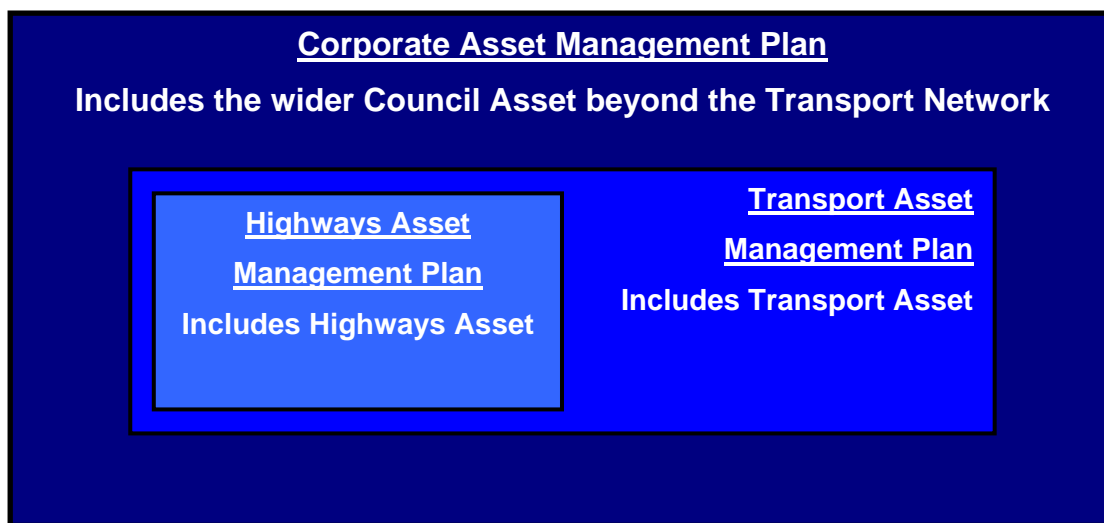 Corporate Asset Management Plan
Includes the wider Council Asset beyond the Transport Network
Highways Asset
Management Plan
Includes Highways Asset
Transport Asset
Management Plan
Includes Transport Asset